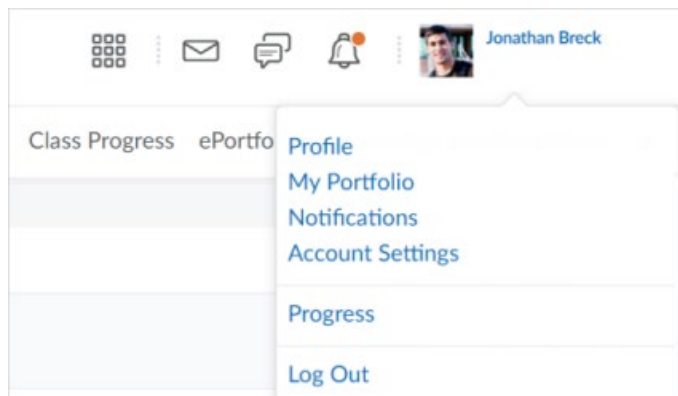 Jonathan Breck
Class Progress ePortfo
Profile
My Portfolio
Notifications
Account Settings
Progress
Log Out